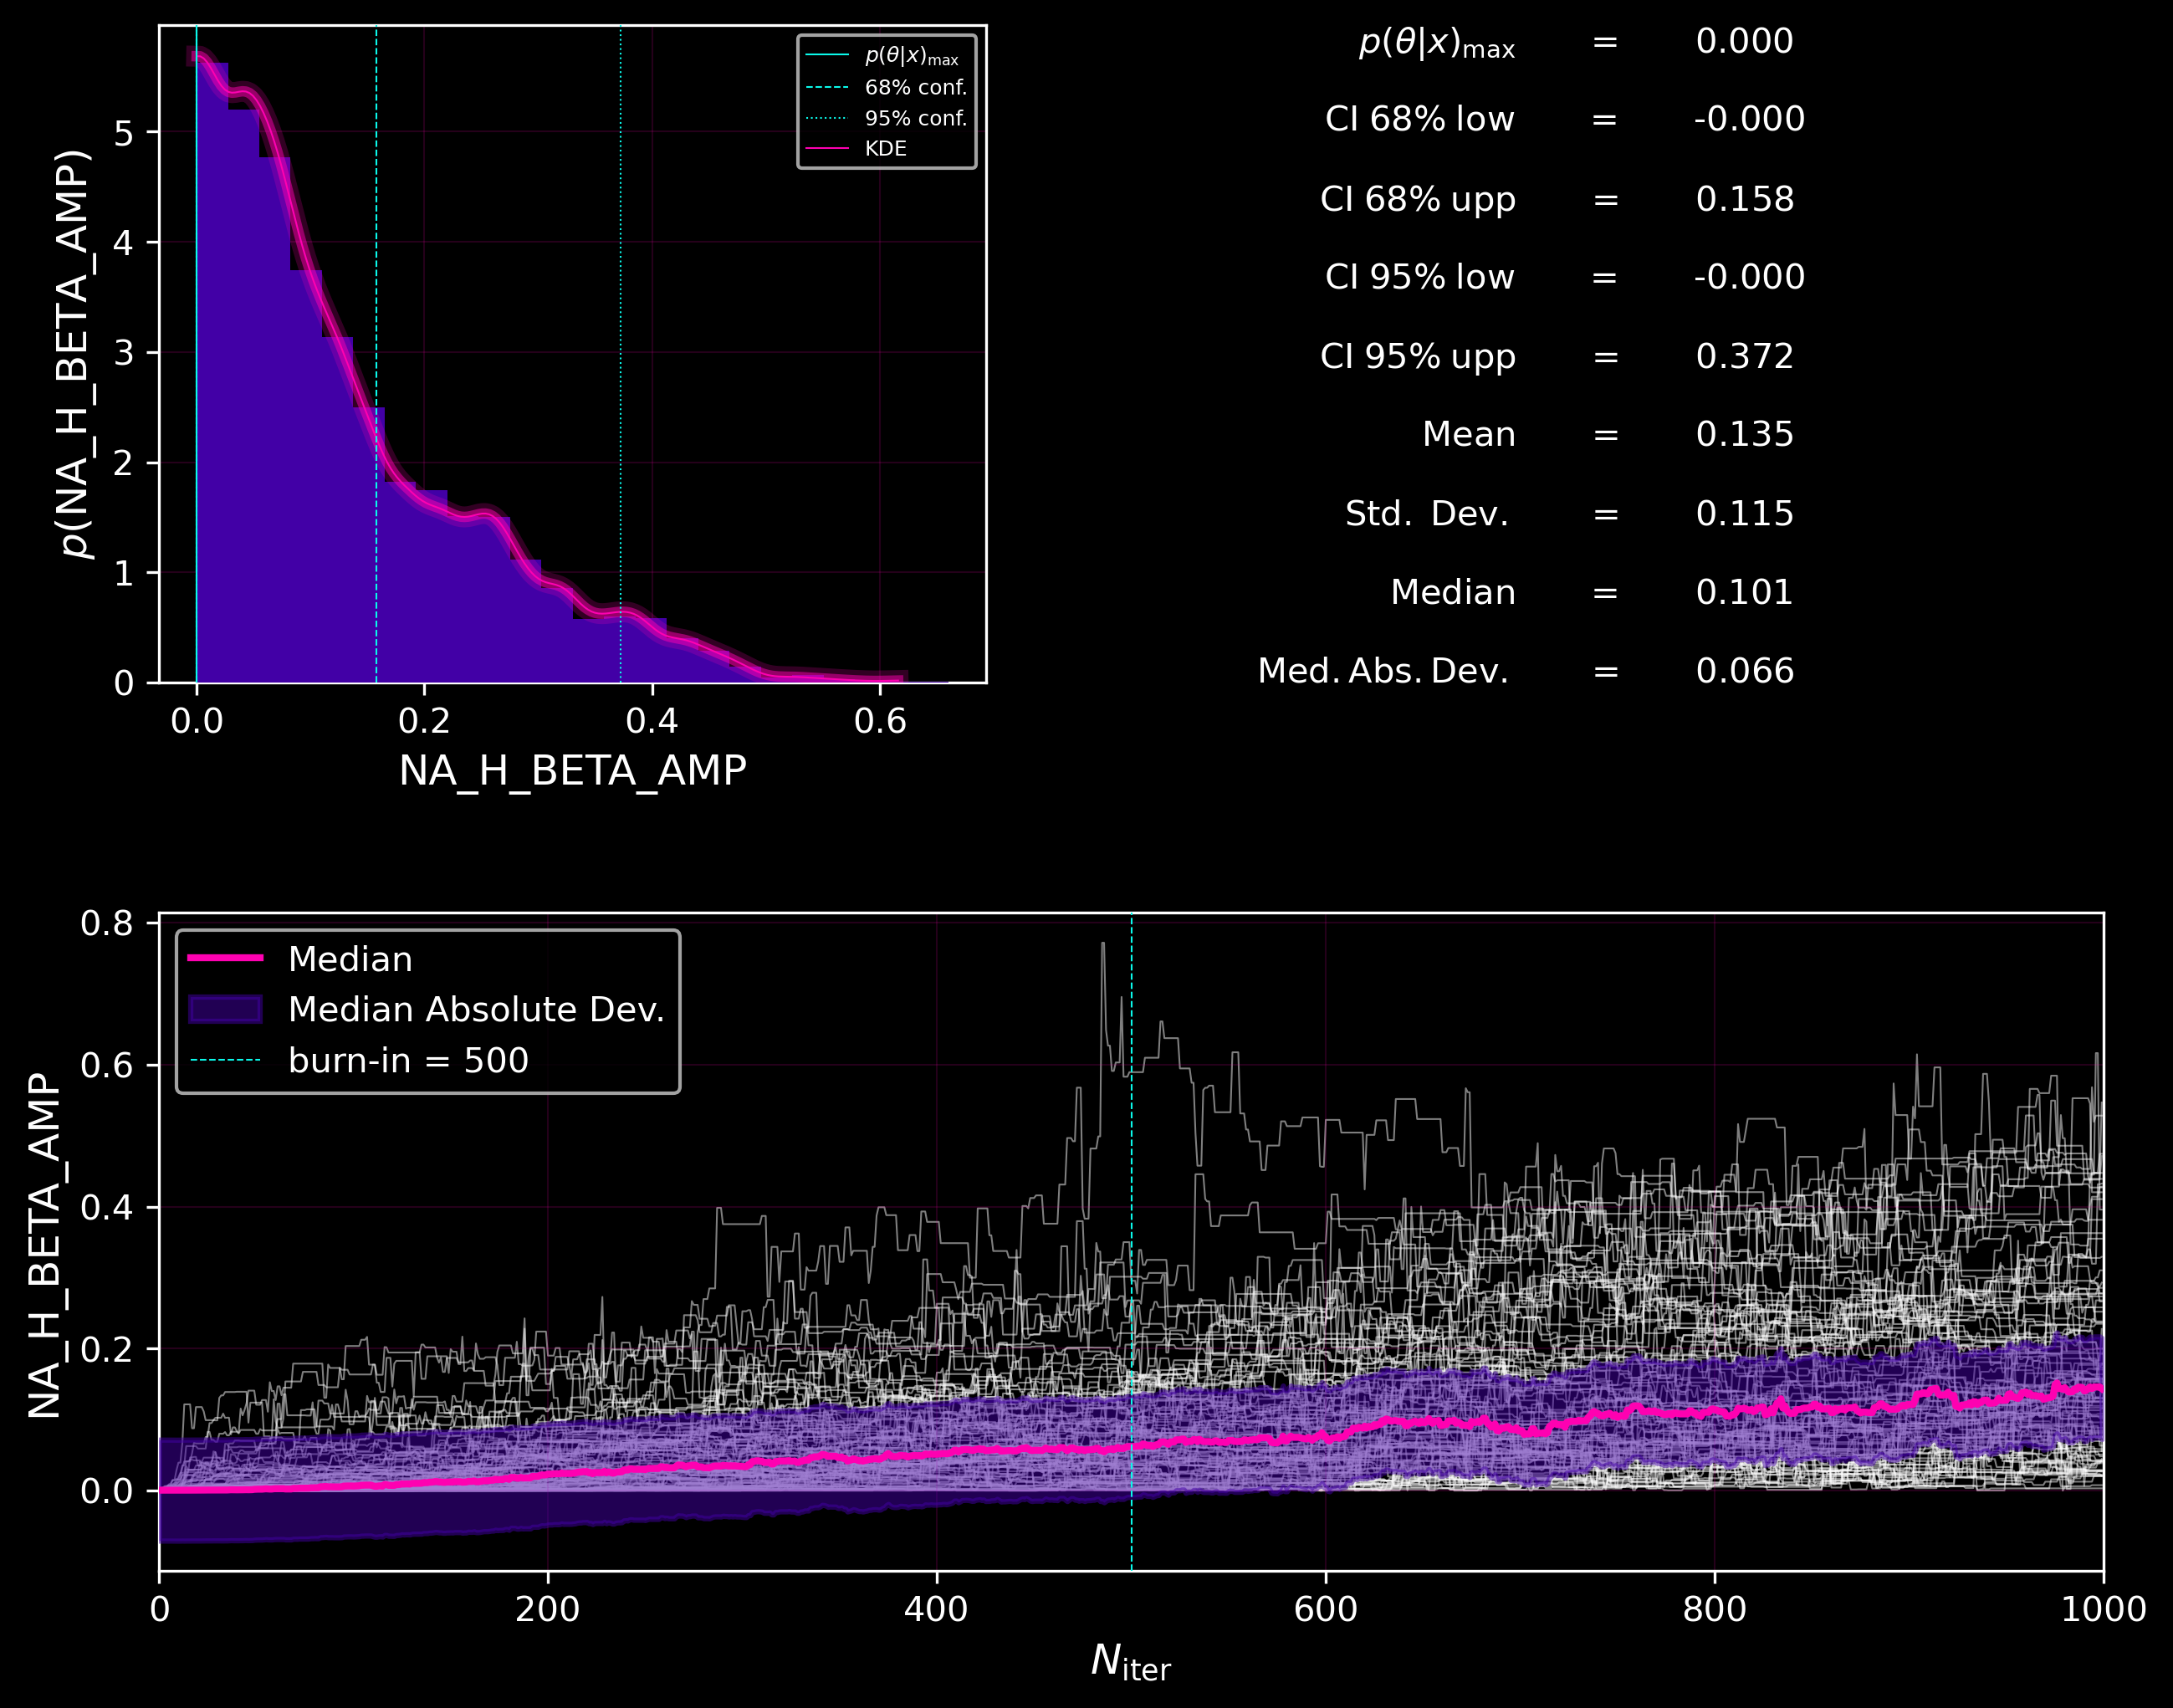 p(NA_H_BETA_AMP)
5
4
3
2
1
0
0.0 0.2 0.4 0.6
NA_H_BETA_AMP
p(θ|x)max
68% conf.
95% conf.
KDE
p(θ|x)max = 0.000
CI 68% low = -0.000
CI 68% upp = 0.158
CI 95% low = -0.000
CI 95% upp = 0.372
Mean = 0.135
Std. Dev. = 0.115
Median = 0.101
Med. Abs. Dev. = 0.066
NA_H_BETA_AMP
0.8
0.6
0.4
0.2
0.0
Median
Median Absolute Dev.
burn-in = 500
0 200 400 600 800 1000
Niter